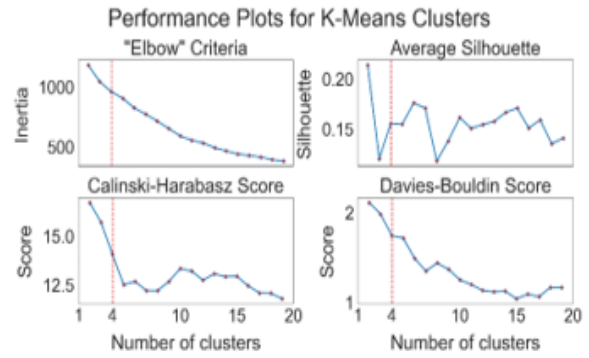 Performance Plots for K-Means Clusters
"Elbow" Criteria
Average Silhouette
Inertia
1000
500
Silhouette
0.20
0.15
Calinski-Harabasz Score
Davies-Bouldin Score
Score
15.0
12.5
Score
2
1
1 4 10 15 20
1 4 10 15 20
Number of clusters
Number of clusters